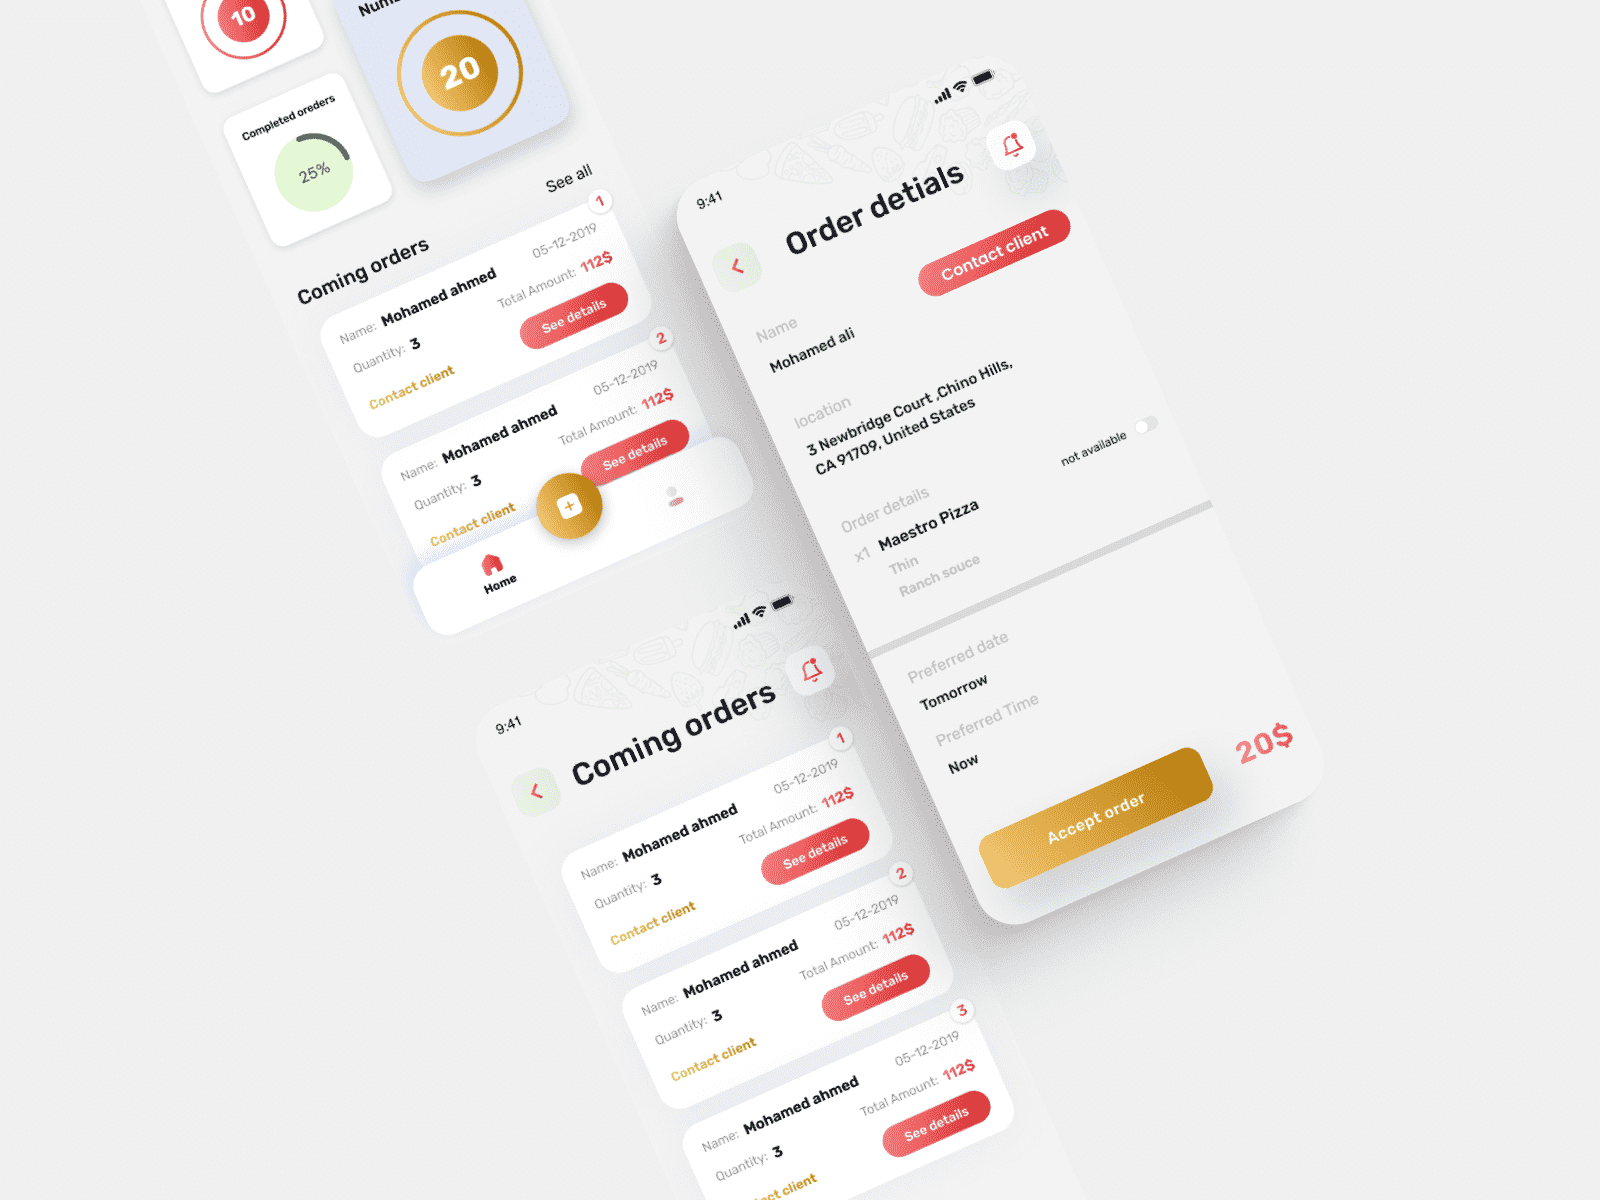 10
Num
20
Completed oreders
25%
See all
Coming orders
1
05-12-2019
Name: Mohamed ahmed
Total Amount: 112$
Quantity: 3
See details
Contact client
2
05-12-2019
Name: Mohamed ahmed
Total Amount: 112$
Quantity: 3
See details
Contact client
Home
9:41
Order detials
Contact client
Name
Mohamed ali
location
3 Newbridge Court ,Chino Hills,
CA 91709, United States
not available
Order details
x1 Maestro Pizza
Thin
Ranch souce
Preferred date
Tomorrow
Preferred Time
Now
20$
Accept order
9:41
Coming orders
1
05-12-2019
Name: Mohamed ahmed
Total Amount: 112$
Quantity: 3
See details
Contact client
2
05-12-2019
Name: Mohamed ahmed
Total Amount: 112$
Quantity: 3
See details
Contact client
3
05-12-2019
Name: Mohamed ahmed
Total Amount: 112$
Quantity: 3
See details
client